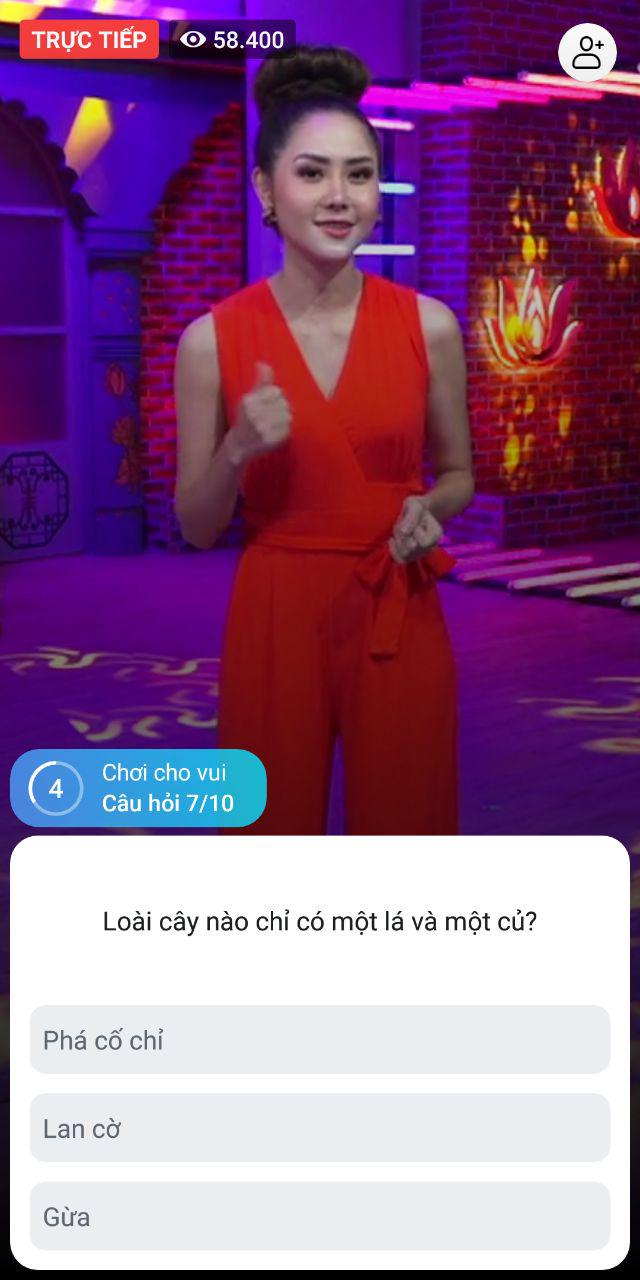 TRỰC TIẾP 58.400
4
Chơi cho vui
Câu hỏi 7/10
Loài cây nào chỉ có một lá và một củ?
Phá cố chỉ
Lan cờ
Gừa